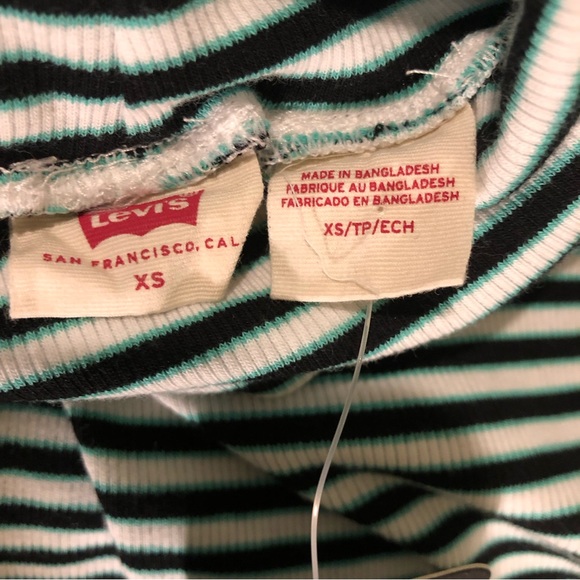 Levi's
SAN FRANCISCO, CAL
XS
MADE IN BANGLADESH
FABRIQUE AU BANGLADESH
FABRICADO EN BANGLADESH
XS/TP/ECH